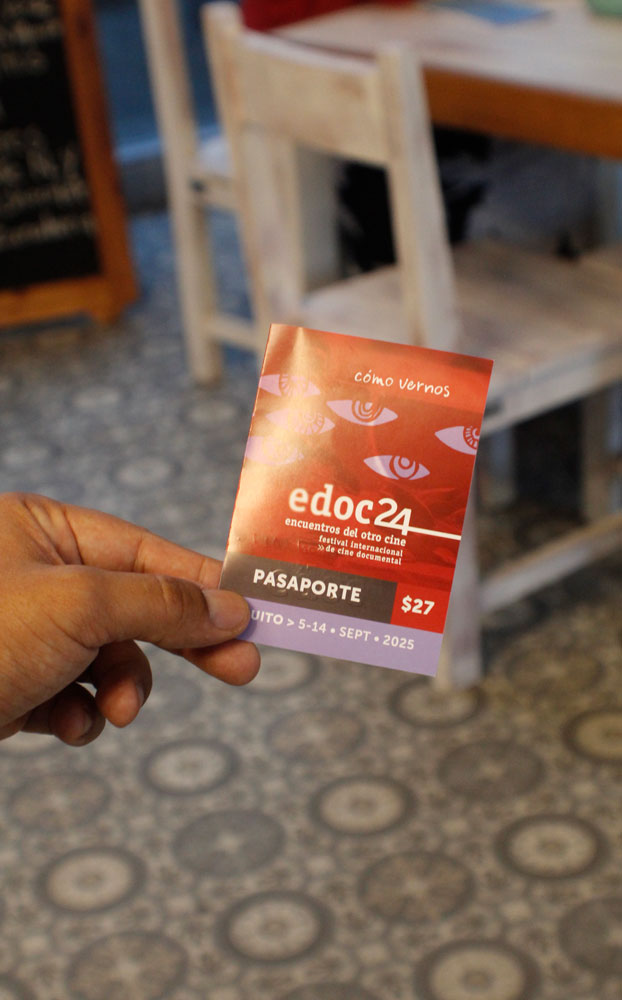 cómo vernos
edoc24
encuentros del otro cine
festival internacional
» de cine documental
PASAPORTE
$27
UITO > 5-14 • SEPT • 2025